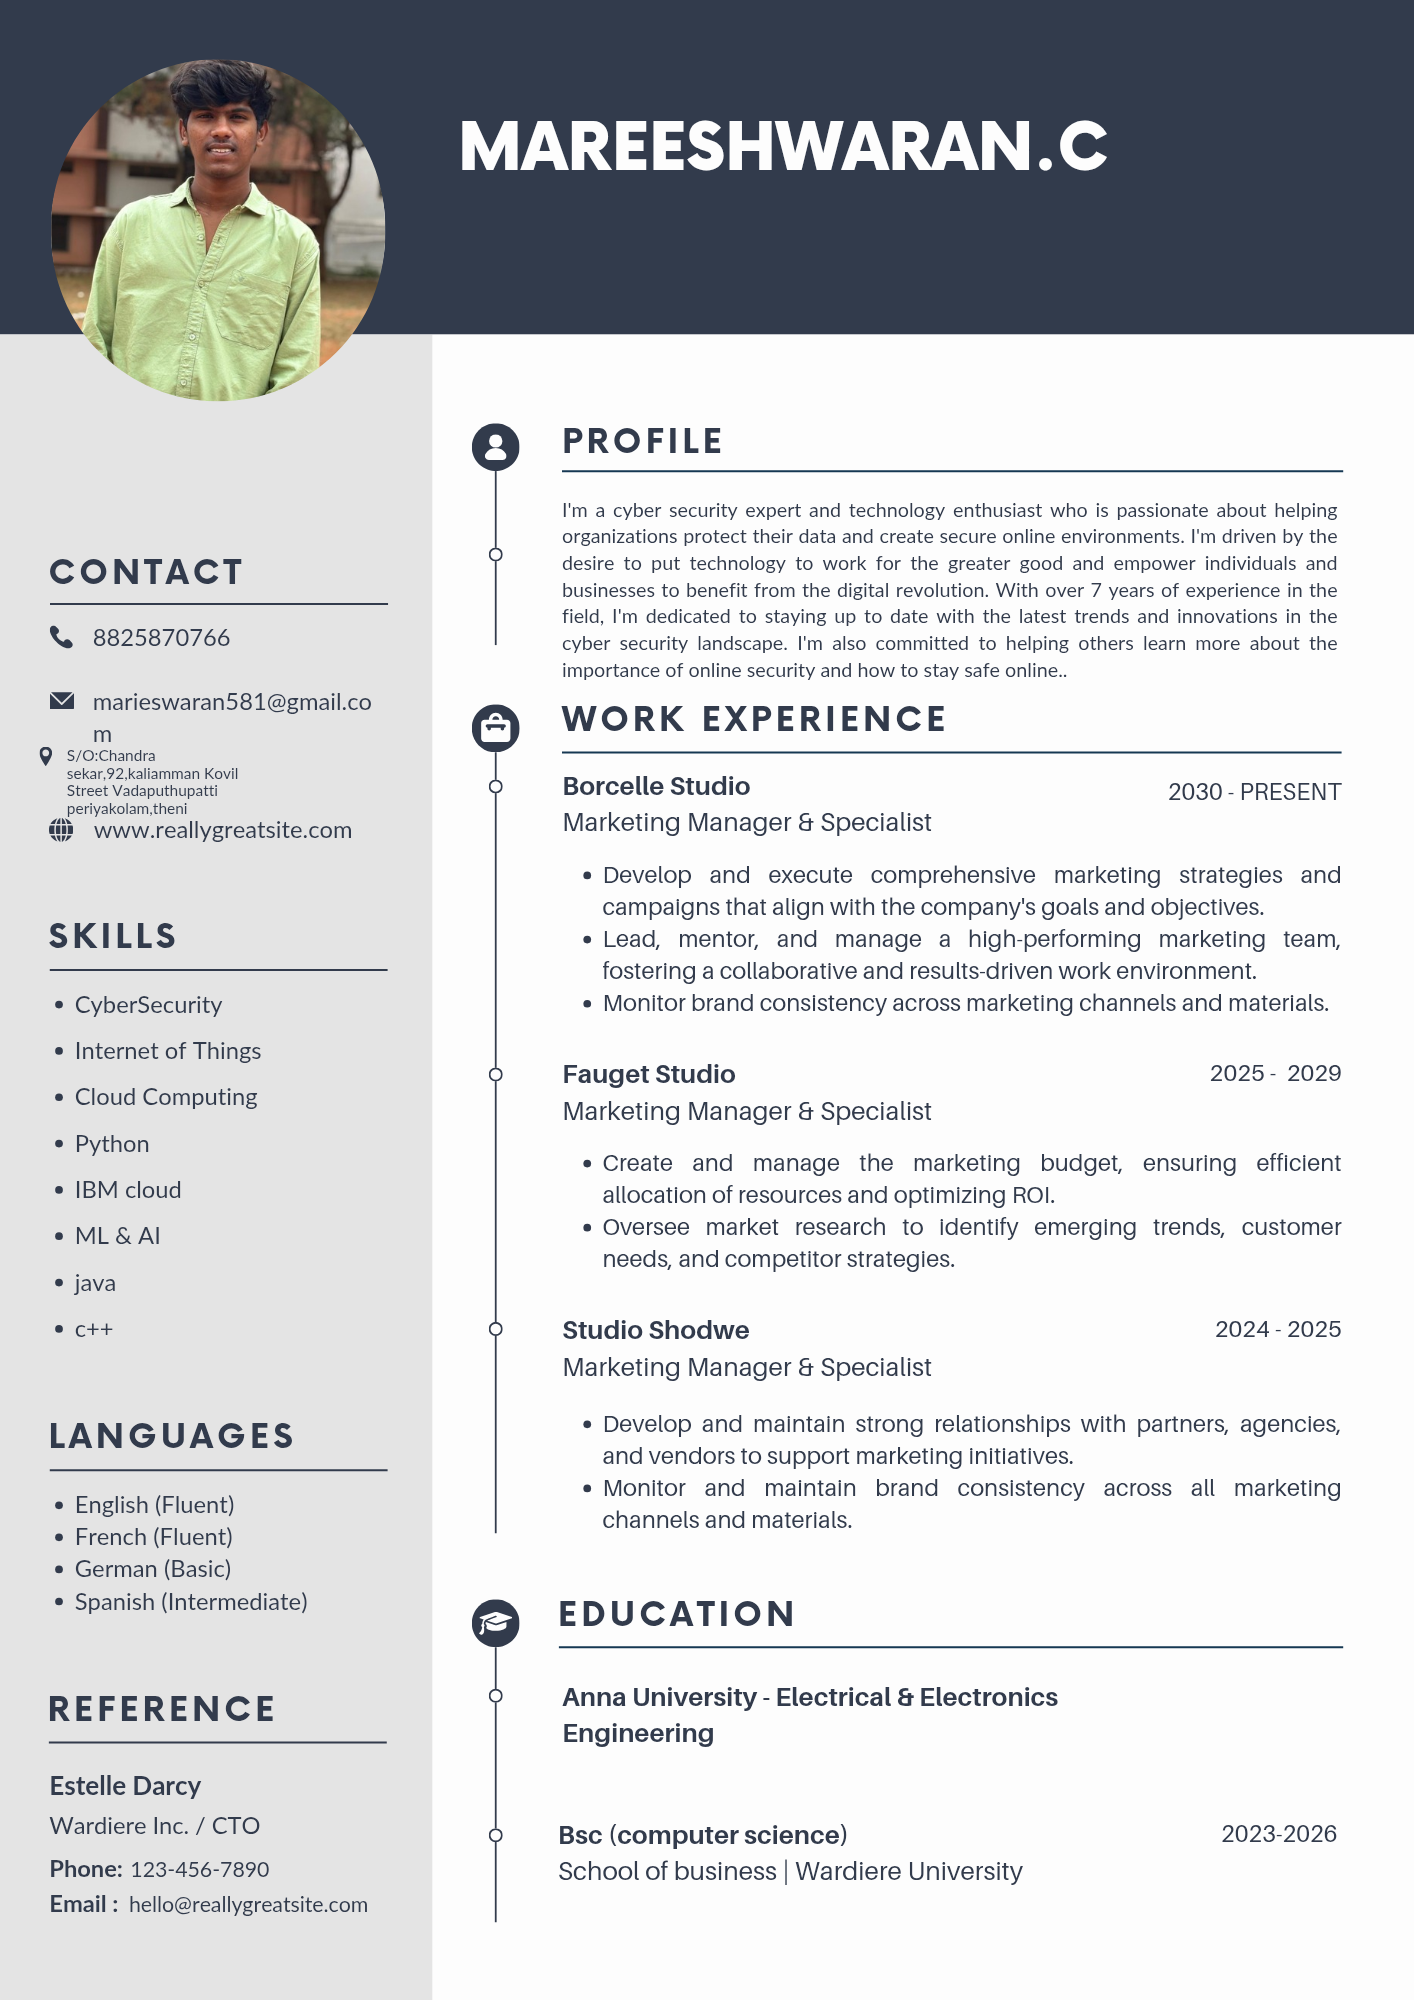 MAREESHWARAN.C
CONTACT
8825870766
marieswaran581@gmail.co
m
S/O:Chandra
sekar,92,kaliamman Kovil
Street Vadaputhupatti
periyakolam,theni
www.reallygreatsite.com
SKILLS
• CyberSecurity
• Internet of Things
• Cloud Computing
• Python
• IBM cloud
• ML & AI
• java
• c++
LANGUAGES
• English (Fluent)
• French (Fluent)
• German (Basic)
• Spanish (Intermediate)
REFERENCE
Estelle Darcy
Wardiere Inc. / CTO
Phone: 123-456-7890
Email : hello@reallygreatsite.com
PROFILE
I'm a cyber security expert and technology enthusiast who is passionate about helping
organizations protect their data and create secure online environments. I'm driven by the
desire to put technology to work for the greater good and empower individuals and
businesses to benefit from the digital revolution. With over 7 years of experience in the
field, I'm dedicated to staying up to date with the latest trends and innovations in the
cyber security landscape. I'm also committed to helping others learn more about the
importance of online security and how to stay safe online..
WORK EXPERIENCE
Borcelle Studio 2030 - PRESENT
Marketing Manager & Specialist
• Develop and execute comprehensive marketing strategies and
campaigns that align with the company's goals and objectives.
• Lead, mentor, and manage a high-performing marketing team,
fostering a collaborative and results-driven work environment.
• Monitor brand consistency across marketing channels and materials.
Fauget Studio 2025 - 2029
Marketing Manager & Specialist
• Create and manage the marketing budget, ensuring efficient
allocation of resources and optimizing ROI.
• Oversee market research to identify emerging trends, customer
needs, and competitor strategies.
Studio Shodwe 2024 - 2025
Marketing Manager & Specialist
• Develop and maintain strong relationships with partners, agencies,
and vendors to support marketing initiatives.
• Monitor and maintain brand consistency across all marketing
channels and materials.
EDUCATION
Anna University - Electrical & Electronics
Engineering
Bsc (computer science) 2023-2026
School of business | Wardiere University